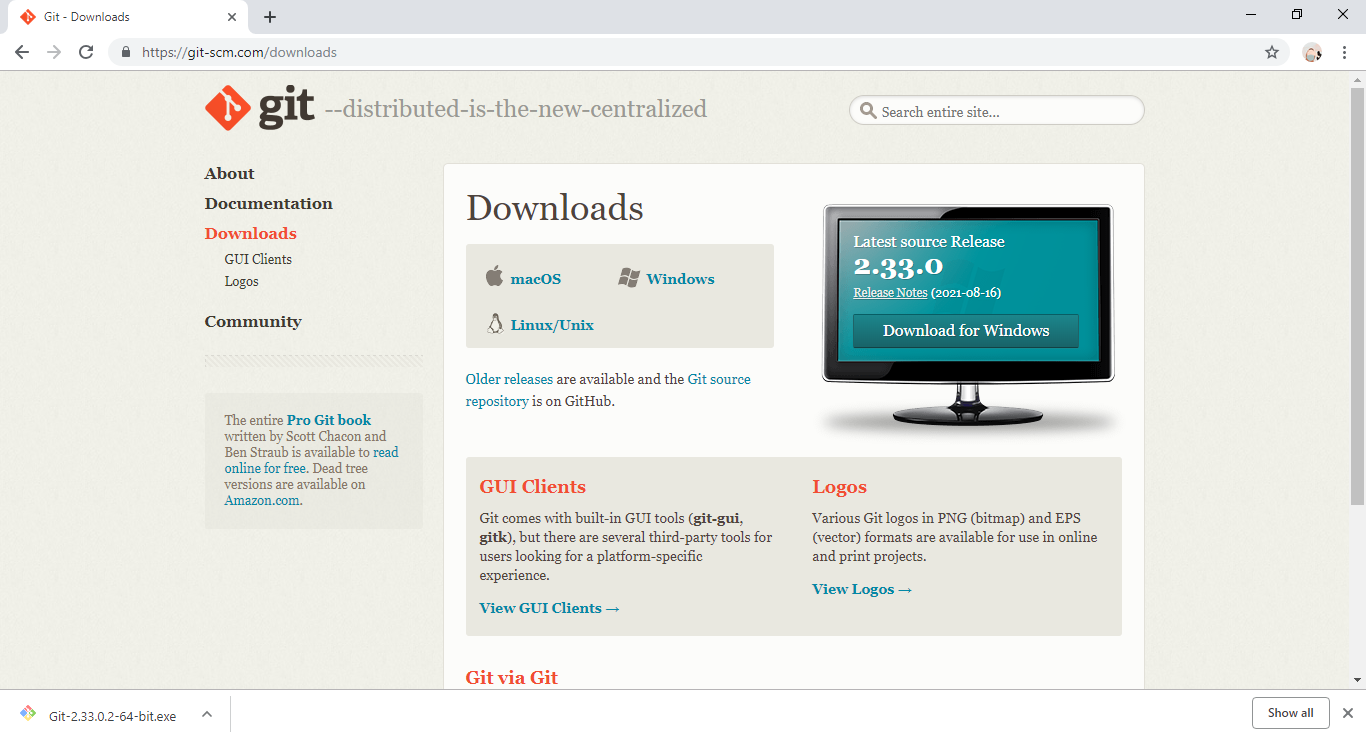 Git - Downloads
https://git-scm.com/downloads
git --distributed-is-the-new-centralized
Search entire site...
About
Documentation
Downloads
GUI Clients
Logos
Community
The entire Pro Git book
written by Scott Chacon and
Ben Straub is available to read
online for free. Dead tree
versions are available on
Amazon.com.
Downloads
macOS
Windows
Linux/Unix
Older releases are available and the Git source
repository is on GitHub.
Latest source Release
2.33.0
Release Notes (2021-08-16)
Download for Windows
GUI Clients
Git comes with built-in GUI tools (git-gui,
gitk), but there are several third-party tools for
users looking for a platform-specific
experience.
View GUI Clients →
Logos
Various Git logos in PNG (bitmap) and EPS
(vector) formats are available for use in online
and print projects.
View Logos →
Git via Git
Git-2.33.0.2-64-bit.exe
Show all